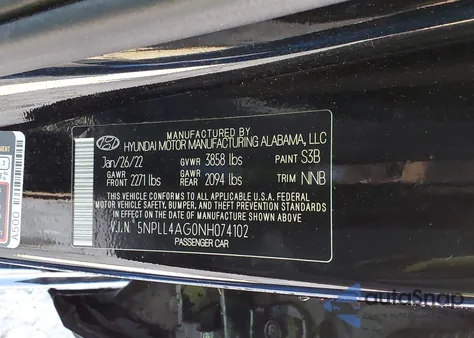 MANUFACTURED BY
HYUNDAI MOTOR MANUFACTURING ALABAMA, LLC
Jan/26/22 GVWR 3858 lbs PAINT S3B
GAWR FRONT 2271 lbs GAWR REAR 2094 lbs TRIM NNB
THIS VEHICLE CONFORMS TO ALL APPLICABLE U.S.A. FEDERAL
MOTOR VEHICLE SAFETY, BUMPER, AND THEFT PREVENTION STANDARDS
IN EFFECT ON THE DATE OF MANUFACTURE SHOWN ABOVE.
V.I.N : 5NPLL4AG0NH074102
PASSENGER CAR
A500
autoSnap